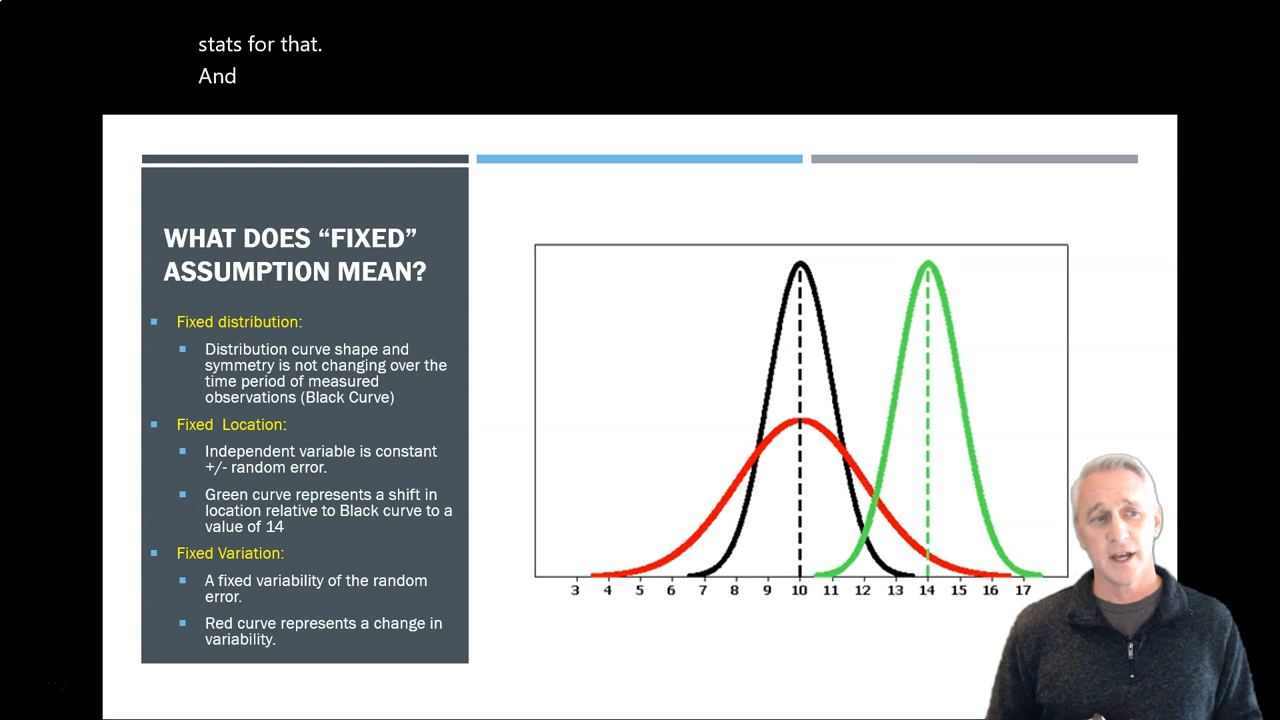 stats for that.
And
WHAT DOES “FIXED”
ASSUMPTION MEAN?
Fixed distribution:
Distribution curve shape and
symmetry is not changing over the
time period of measured
observations (Black Curve)
Fixed Location:
Independent variable is constant
+/- random error.
Green curve represents a shift in
location relative to Black curve to a
value of 14
Fixed Variation:
A fixed variability of the random
error.
Red curve represents a change in
variability.
3 4 5 6 7 8 9 10 11 12 13 14 15 16 17